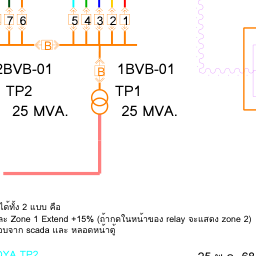 7 6 5 4 3 2 1
B
2BVB-01 B 1BVB-01
TP2 TP1
25 MVA. 25 MVA.
ได้ทั้ง 2 แบบ คือ
ละ Zone 1 Extend +15% (ถ้ากดในหน้าของ relay จะแสดง zone 2)
อบจาก scada และ หลอดหน้าตู้